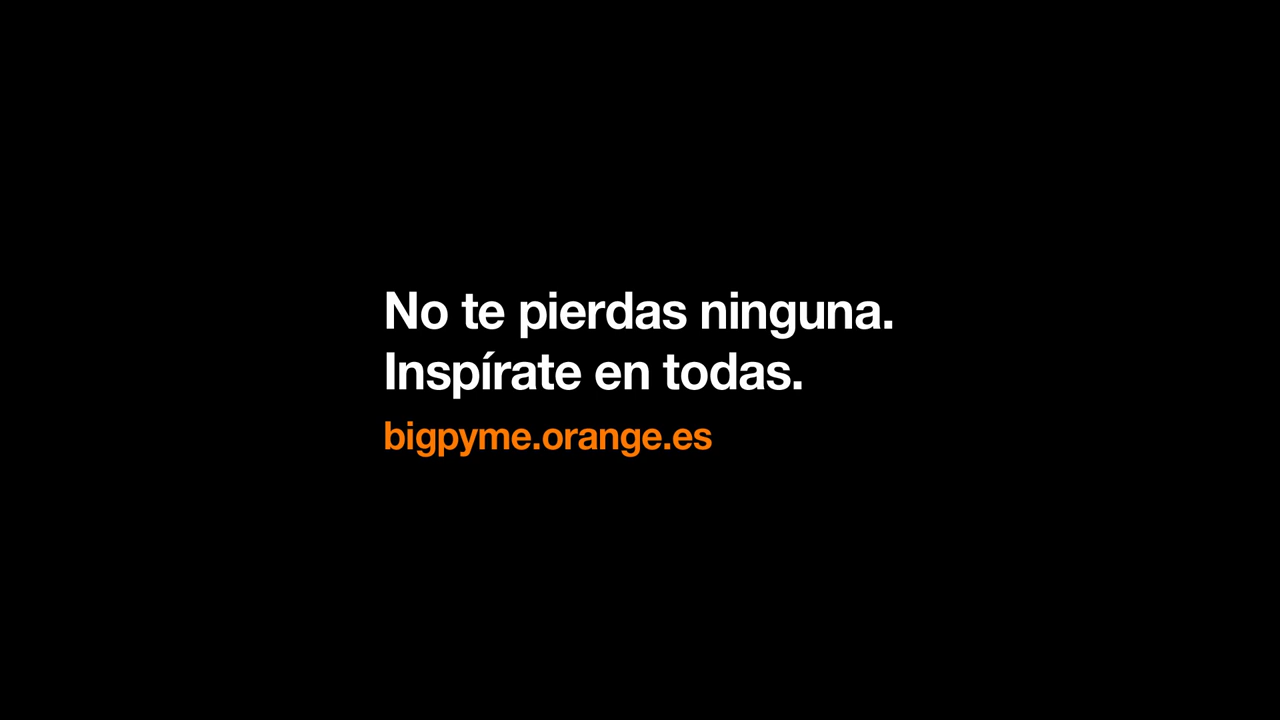 No te pierdas ninguna.
Inspírate en todas.
bigpyme.orange.es